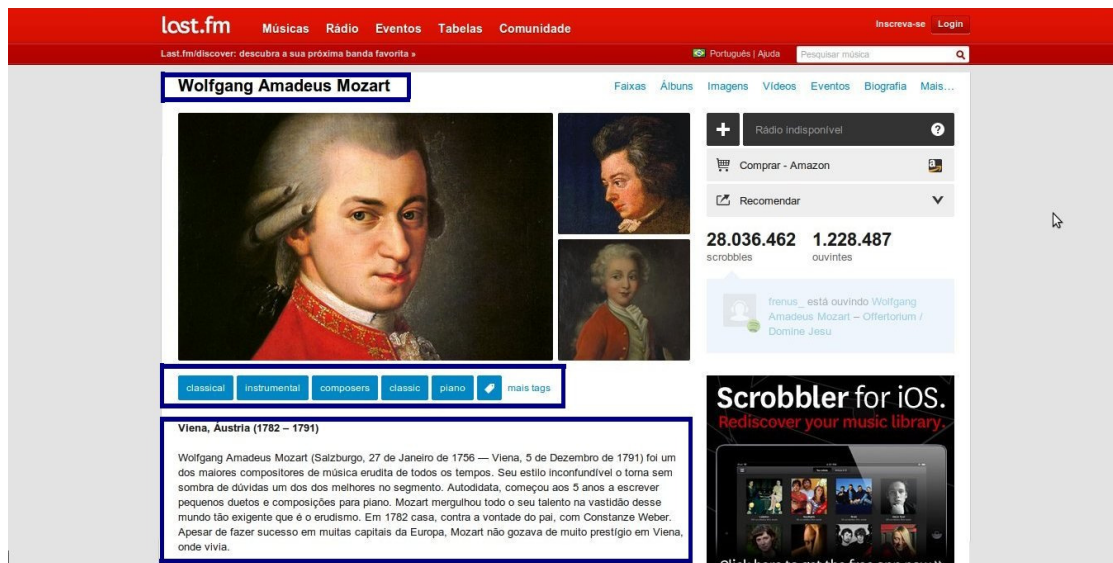 last.fm
Músicas Rádio Eventos Tabelas Comunidade
Inscreva-se Login
Last.fm/discover: descubra a sua próxima banda favorita »
Português | Ajuda
Pesquisar música
Wolfgang Amadeus Mozart
Faixas Álbuns Imagens Vídeos Eventos Biografia Mais...
Rádio indisponível
Comprar - Amazon
Recomendar
28.036.462 1.228.487
scrobbles ouvintes
frenus_ está ouvindo Wolfgang
Amadeus Mozart – Offertorium /
Domine Jesu
classical instrumental composers classic piano mais tags
Viena, Áustria (1782 – 1791)
Wolfgang Amadeus Mozart (Salzburgo, 27 de Janeiro de 1756 — Viena, 5 de Dezembro de 1791) foi um
dos maiores compositores de música erudita de todos os tempos. Seu estilo inconfundível o torna sem
sombra de dúvidas um dos dos melhores no segmento. Autodidata, começou aos 5 anos a escrever
pequenos duetos e composições para piano. Mozart mergulhou todo o seu talento na vastidão desse
mundo tão exigente que é o erudismo. Em 1782 casa, contra a vontade do pai, com Constanze Weber.
Apesar de fazer sucesso em muitas capitais da Europa, Mozart não gozava de muito prestígio em Viena,
onde vivia.
Scrobbler for iOS.
Rediscover your music library.
Click here to get the free app now »